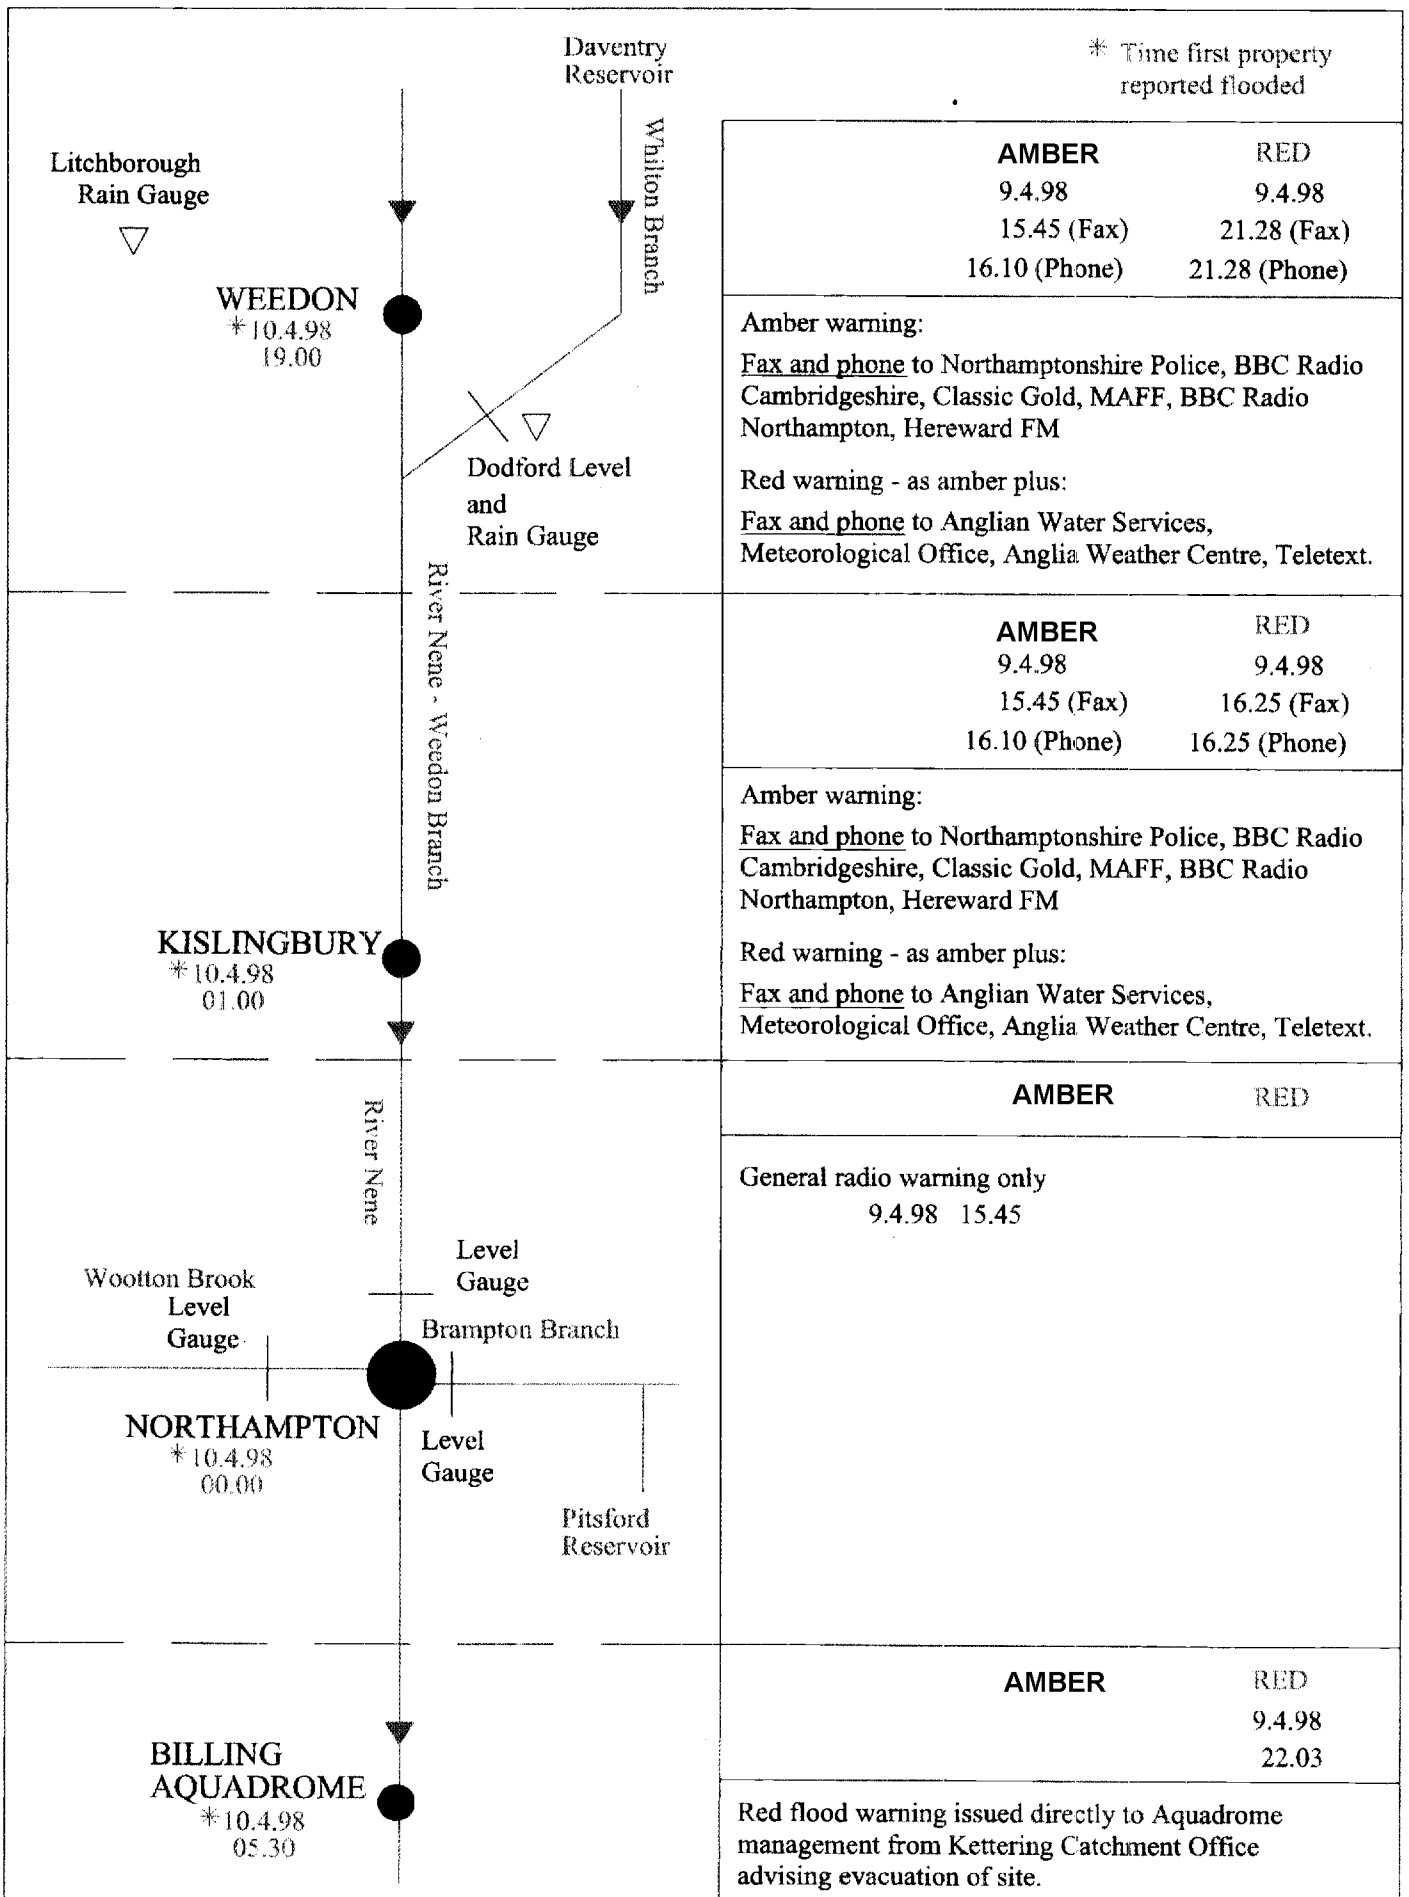 Daventry
Reservoir
* Time first property
reported flooded
Litchborough
Rain Gauge
Whilton Branch
WEEDON
*10.4.98
19.00
Dodford Level
and
Rain Gauge
AMBER RED
9.4.98 9.4.98
15.45 (Fax) 21.28 (Fax)
16.10 (Phone) 21.28 (Phone)
Amber warning:
Fax and phone to Northamptonshire Police, BBC Radio
Cambridgeshire, Classic Gold, MAFF, BBC Radio
Northampton, Hereward FM
Red warning - as amber plus:
Fax and phone to Anglian Water Services,
Meteorological Office, Anglia Weather Centre, Teletext.
River Nene - Weedon Branch
KISLINGBURY
*10.4.98
01.00
AMBER RED
9.4.98 9.4.98
15.45 (Fax) 16.25 (Fax)
16.10 (Phone) 16.25 (Phone)
Amber warning:
Fax and phone to Northamptonshire Police, BBC Radio
Cambridgeshire, Classic Gold, MAFF, BBC Radio
Northampton, Hereward FM
Red warning - as amber plus:
Fax and phone to Anglian Water Services,
Meteorological Office, Anglia Weather Centre, Teletext.
River Nene
Level
Gauge
Wootton Brook
Level
Gauge
Brampton Branch
NORTHAMPTON
*10.4.98
00.00
Level
Gauge
Pitsford
Reservoir
AMBER RED
General radio warning only
9.4.98 15.45
BILLING
AQUADROME
*10.4.98
05.30
AMBER RED
9.4.98
22.03
Red flood warning issued directly to Aquadrome
management from Kettering Catchment Office
advising evacuation of site.